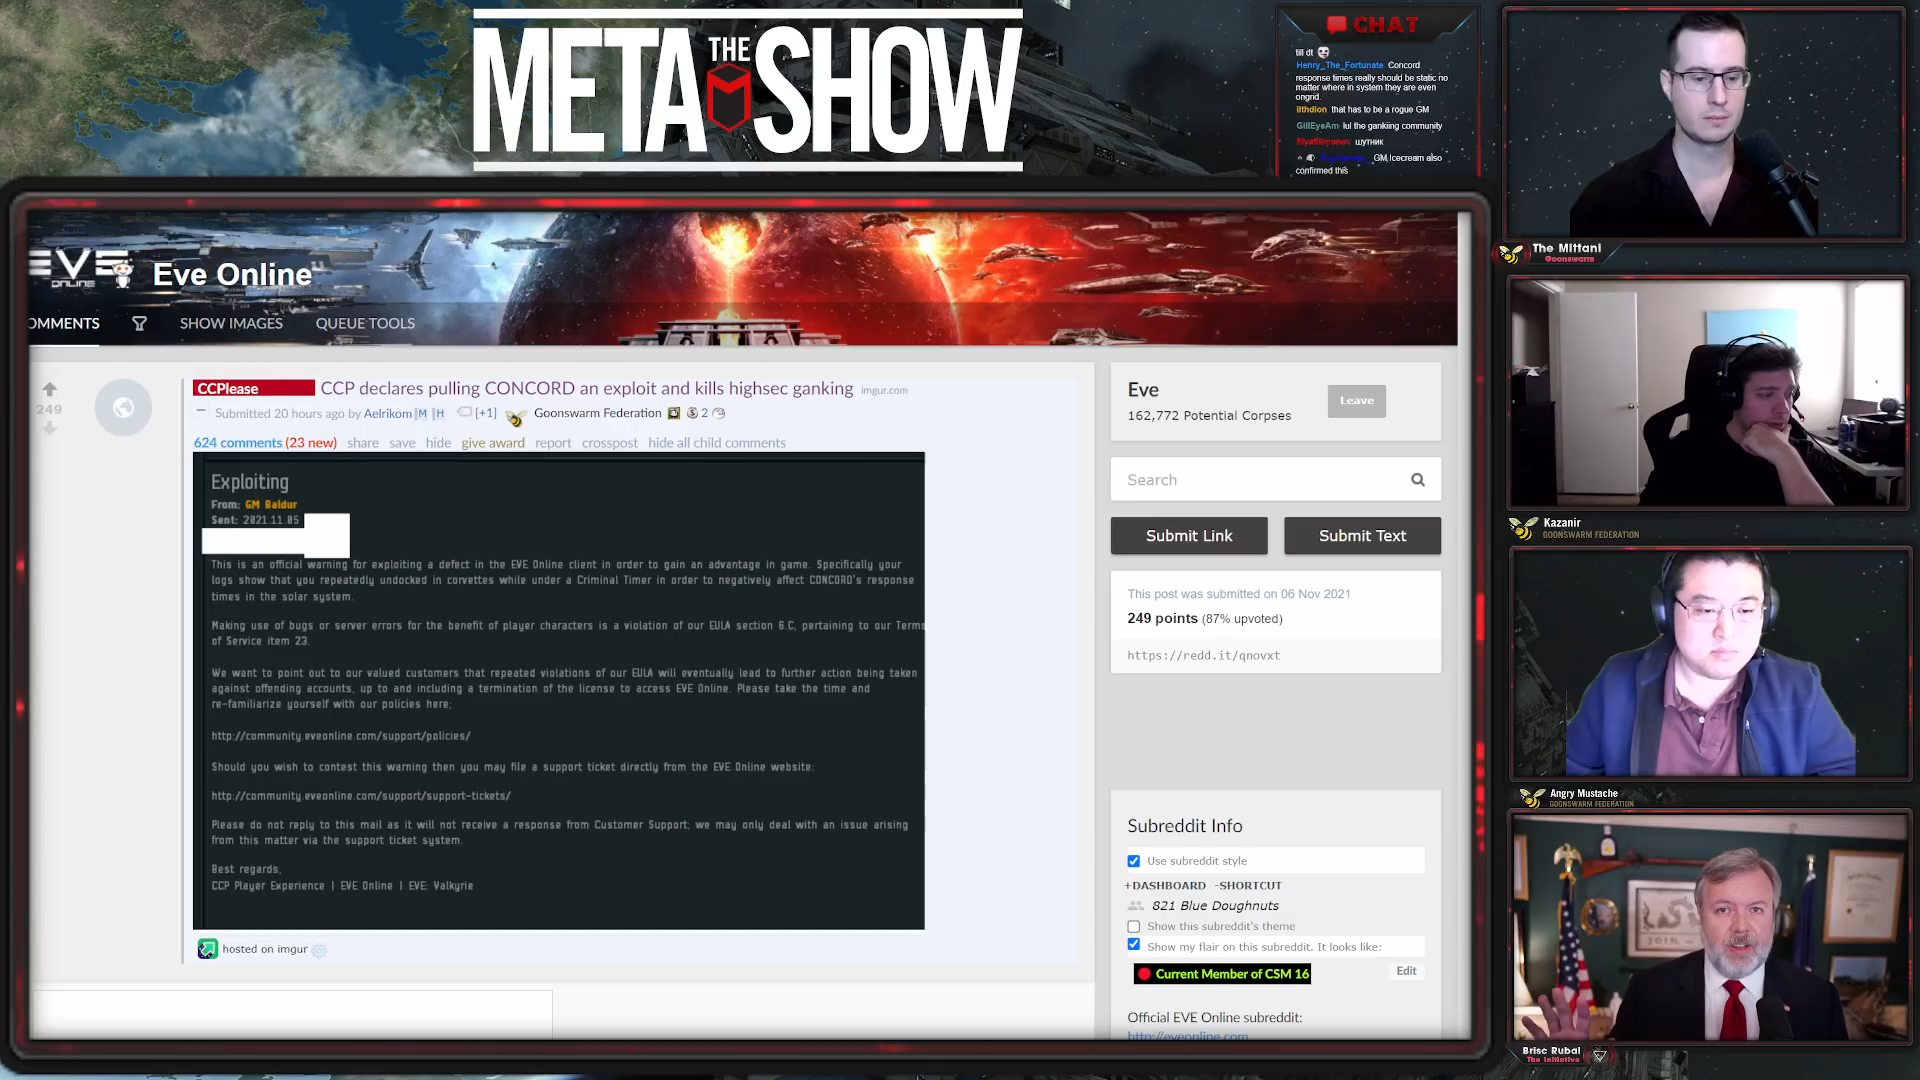 THE
META SHOW
CHAT
till dt
Henry_The_Fortunate Concord
response times really should be static no
matter where in system they are even
ongrid.
ilthdion that has to be a rogue GM
GillEyeAm lul the gankiing community
шутник
GM Icecream also
confirmed this
The Mittani
Goonswarm
Kazanir
GOONSWARM FEDERATION
Angry Mustache
GOONSWARM FEDERATION
Brisc Rubal
The Initiative
EVE
ONLINE
Eve Online
OMMENTS
SHOW IMAGES
QUEUE TOOLS
249
CCPlease CCP declares pulling CONCORD an exploit and kills highsec ganking imgur.com
Submitted 20 hours ago by Aelrikom [M] [H] [+1] Goonswarm Federation 2
624 comments (23 new) share save hide give award report crosspost hide all child comments
Exploiting
From: GM Baldur
Sent: 2021.11.05
This is an official warning for exploiting a defect in the EVE Online client in order to gain an advantage in game. Specifically your
logs show that you repeatedly undocked in corvettes while under a Criminal Timer in order to negatively affect CONCORD's response
times in the solar system.
Making use of bugs or server errors for the benefit of player characters is a violation of our EULA section 6.C, pertaining to our Terms
of Service item 23.
We want to point out to our valued customers that repeated violations of our EULA will eventually lead to further action being taken
against offending accounts, up to and including a termination of the license to access EVE Online. Please take the time and
re-familiarize yourself with our policies here;
http://community.eveonline.com/support/policies/
Should you wish to contest this warning then you may file a support ticket directly from the EVE Online website:
http://community.eveonline.com/support/support-tickets/
Please do not reply to this mail as it will not receive a response from Customer Support; we may only deal with an issue arising
from this matter via the support ticket system.
Best regards,
CCP Player Experience | EVE Online | EVE: Valkyrie
hosted on imgur
Eve
162,772 Potential Corpses
Leave
Search
Submit Link
Submit Text
This post was submitted on 06 Nov 2021
249 points (87% upvoted)
https://redd.it/qnovxt
Subreddit Info
Use subreddit style
+DASHBOARD -SHORTCUT
821 Blue Doughnuts
Show this subreddit's theme
Show my flair on this subreddit. It looks like:
Current Member of CSM 16
Edit
Official EVE Online subreddit:
http://eveonline.com
JOIN